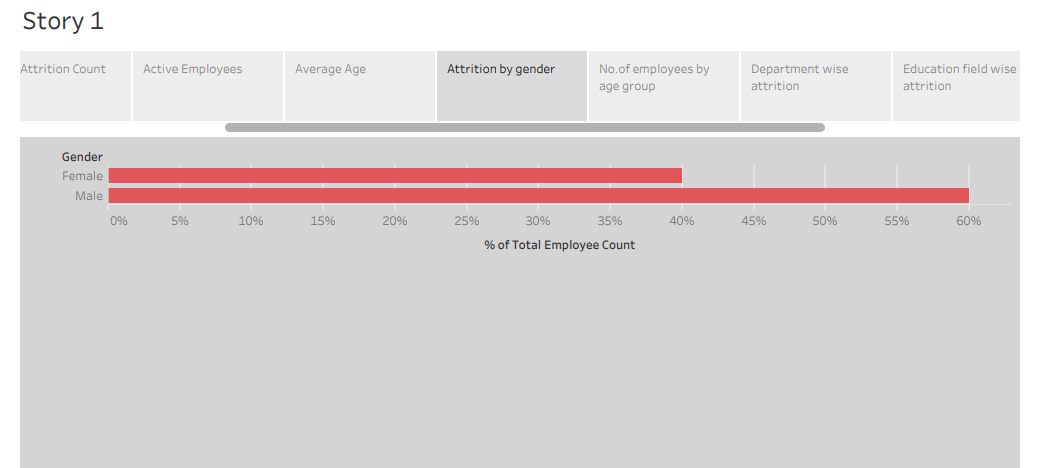 Story 1
Attrition Count
Active Employees
Average Age
Attrition by gender
No.of employees by
age group
Department wise
attrition
Education field wise
attrition
Gender
Female
Male
0% 5% 10% 15% 20% 25% 30% 35% 40% 45% 50% 55% 60%
% of Total Employee Count